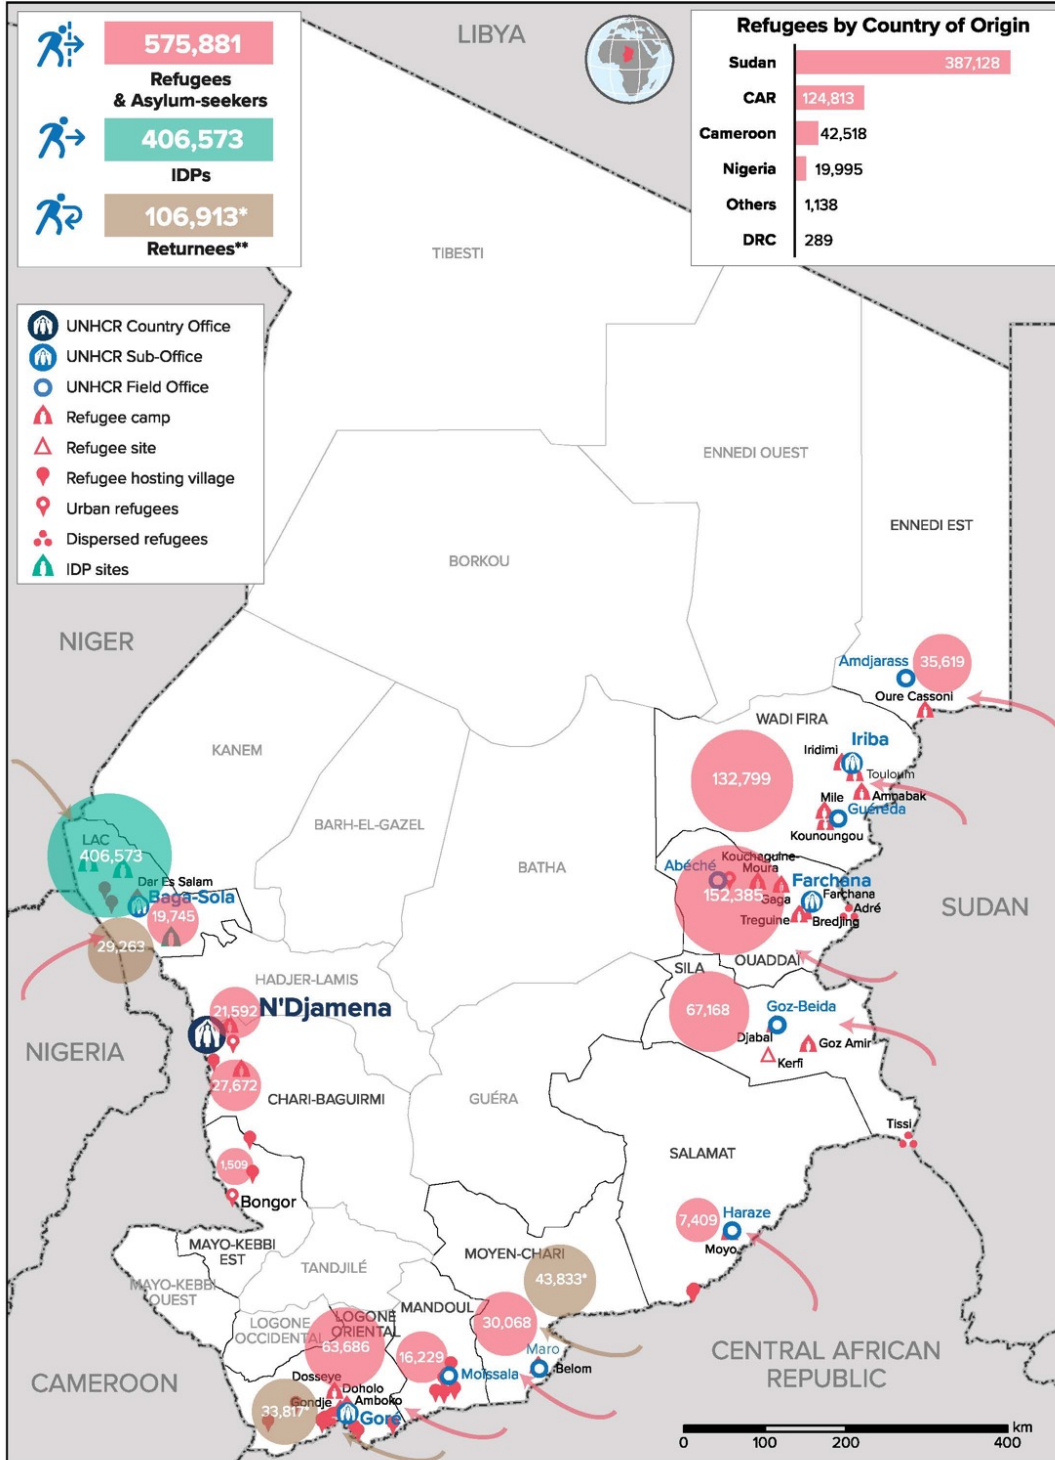 575,881
Refugees
& Asylum-seekers
406,573
IDPs
106,913*
Returnees**
LIBYA
Refugees by Country of Origin
Sudan 387,128
CAR 124,813
Cameroon 42,518
Nigeria 19,995
Others 1,138
DRC 289
UNHCR Country Office
UNHCR Sub-Office
UNHCR Field Office
Refugee camp
Refugee site
Refugee hosting village
Urban refugees
Dispersed refugees
IDP sites
TIBESTI
ENNEDI OUEST
ENNEDI EST
BORKOU
NIGER
Amdjarass
35,619
Oure Cassoni
WADI FIRA
Iriba
Iridimi
Touloum
132,799
Amnabak
Mile
Guéréda
Kounoungou
KANEM
BARH-EL-GAZEL
BATHA
LAC
406,573
Dar Es Salam
Baga-Sola
19,745
29,263
Abéché
Kouchaguine
Moura
Farchana
Farchana
152,385
Gaga
Adré
Treguine
Bredjing
SUDAN
OUADDAI
SILA
HADJER-LAMIS
21,592
N'Djamena
67,168
Goz-Beida
Djabal
Goz Amir
Kerfi
NIGERIA
27,672
CHARI-BAGUIRMI
GUÉRA
Tissi
SALAMAT
1,509
Bongor
7,409
Haraze
Moyo
MAYO-KEBBI
EST
TANDJILÉ
MOYEN-CHARI
43,833*
MAYO-KEBBI
OUEST
LOGONE
OCCIDENTAL
LOGONE
ORIENTAL
MANDOUL
63,686
30,068
16,229
Maro
Belom
Moissala
CENTRAL AFRICAN
REPUBLIC
CAMEROON
Dosseye
Doholo
Gondje
Amboko
33,817*
Goré
km
0 100 200 400